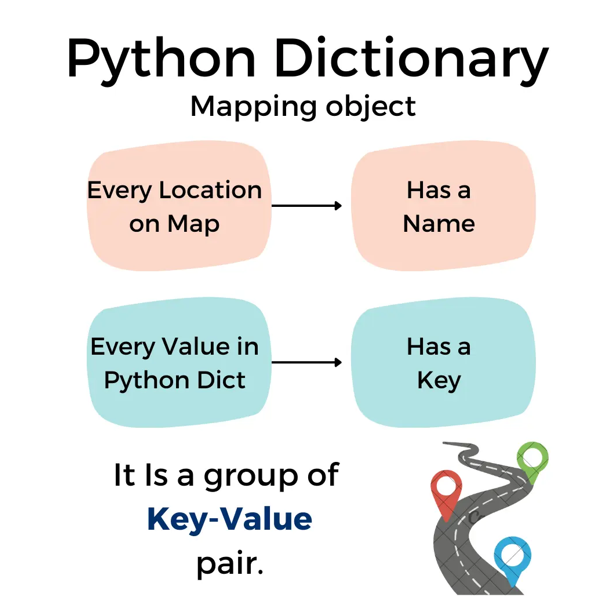 Python Dictionary
Mapping object
Every Location
on Map
Has a
Name
Every Value in
Python Dict
Has a
Key
It Is a group of
Key-Value
pair.